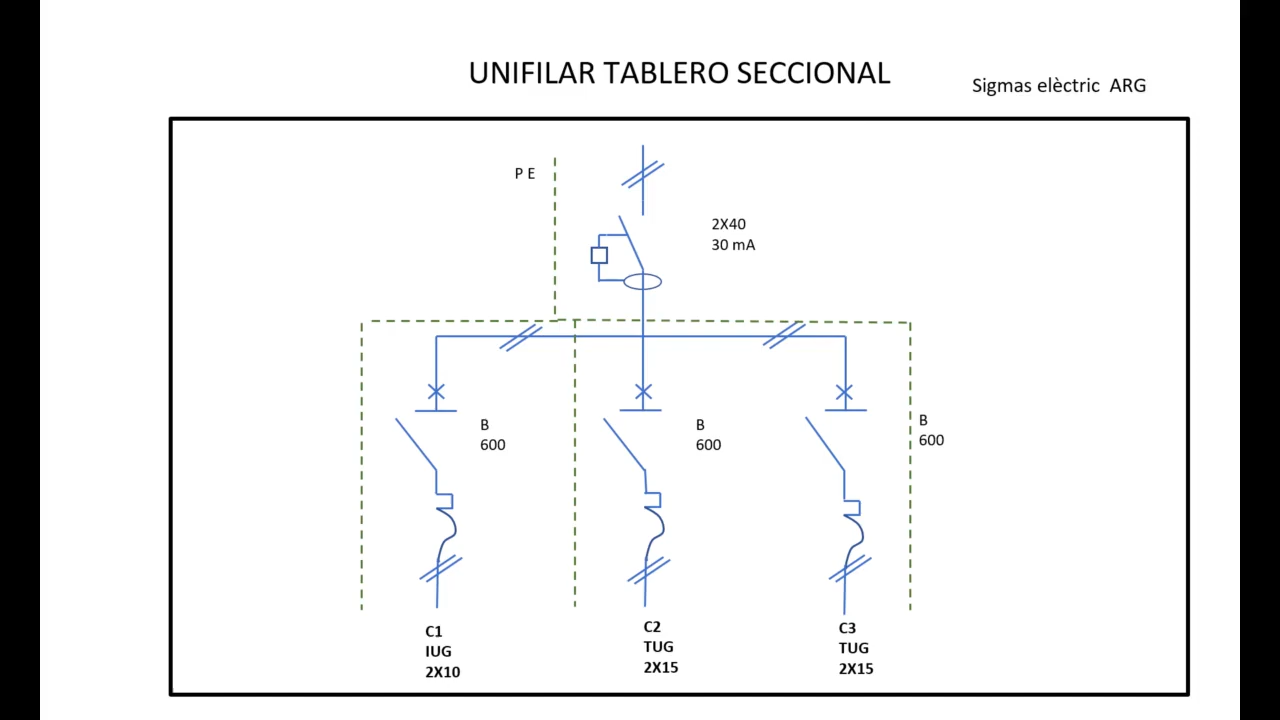 UNIFILAR TABLERO SECCIONAL
Sigmas elèctric ARG
P E
2X40
30 mA
B
600
B
600
B
600
C1
IUG
2X10
C2
TUG
2X15
C3
TUG
2X15